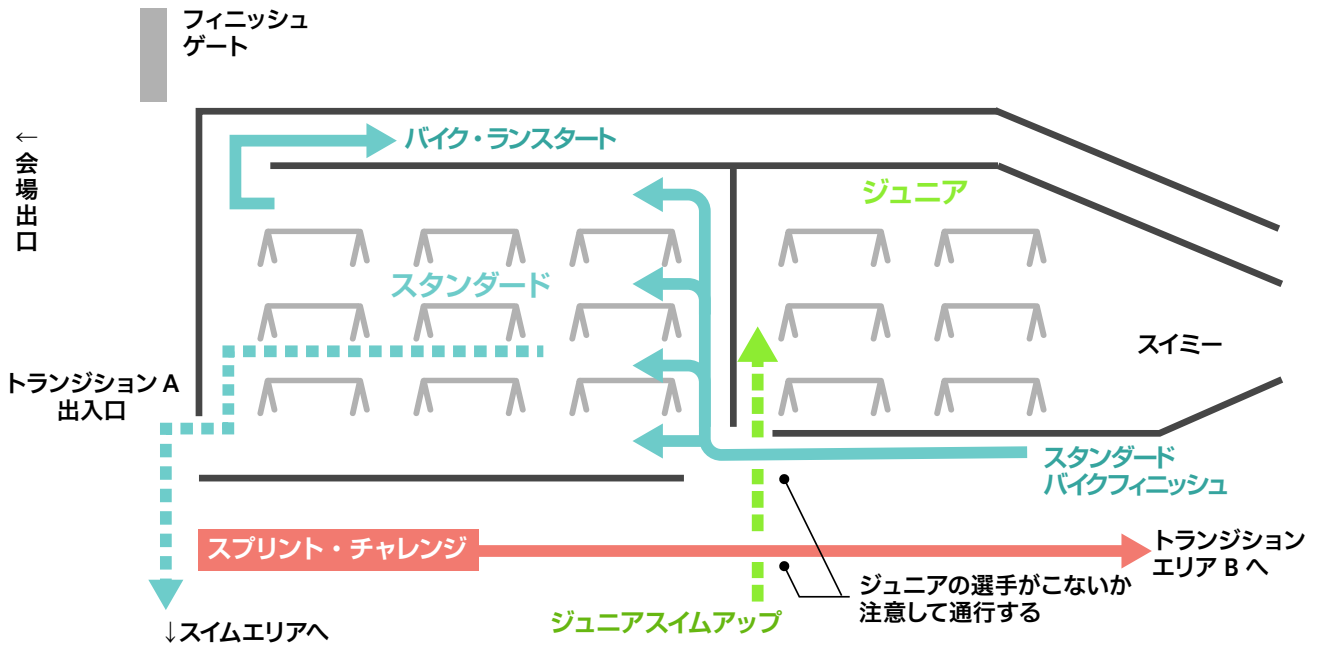 フィニッシュ
ゲート
←会場出口
バイク・ランスタート
ジュニア
スタンダード
スイミー
トランジション A
出入口
スタンダード
バイクフィニッシュ
スプリント・チャレンジ
トランジション
エリア B へ
ジュニアの選手がこないか
注意して通行する
ジュニアスイムアップ
↓スイムエリアへ